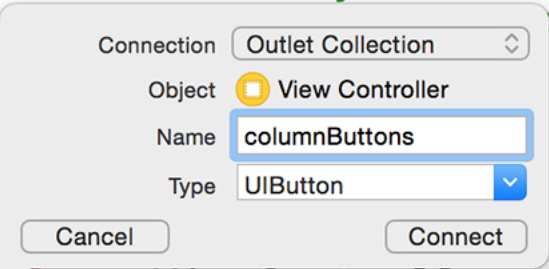 Connection Outlet Collection
Object View Controller
Name columnButtons
Type UIButton
Cancel Connect